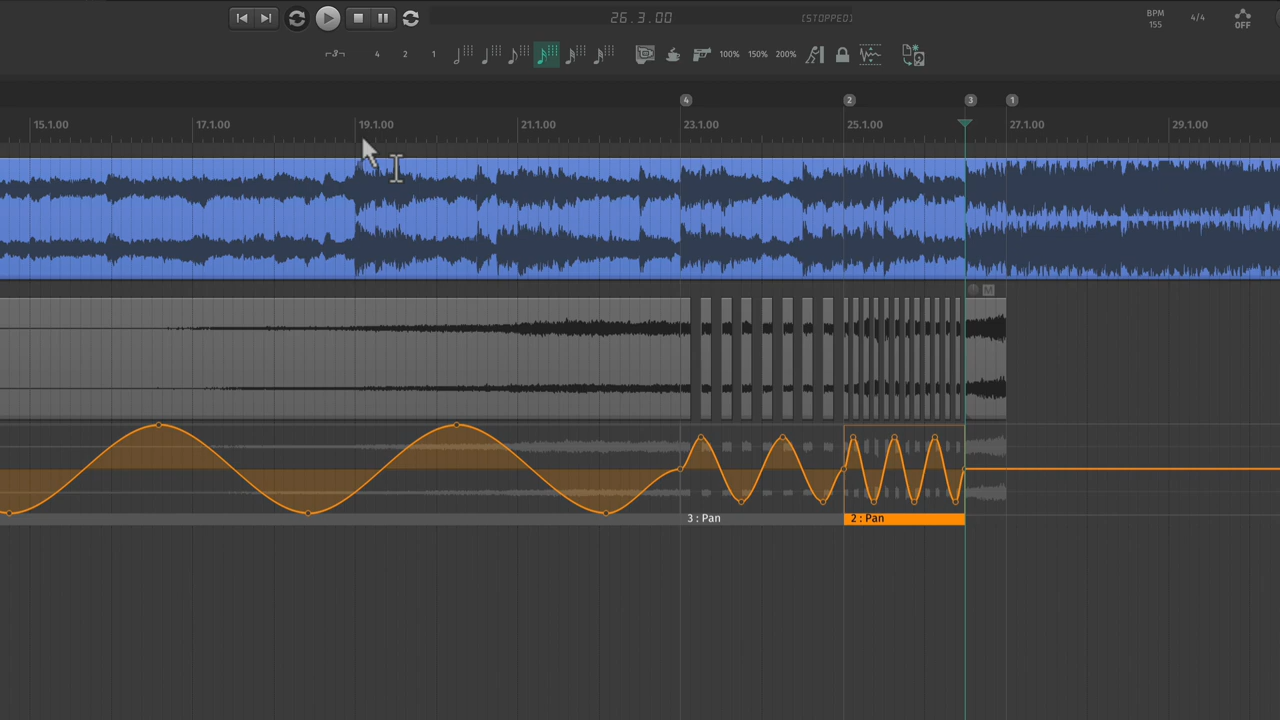 26.3.00 [STOPPED]
BPM
155
4/4
OFF
-3- 4 2 1 100% 150% 200%
4 2 3 1
15.1.00 17.1.00 19.1.00 21.1.00 23.1.00 25.1.00 27.1.00 29.1.00
M
3 : Pan
2 : Pan